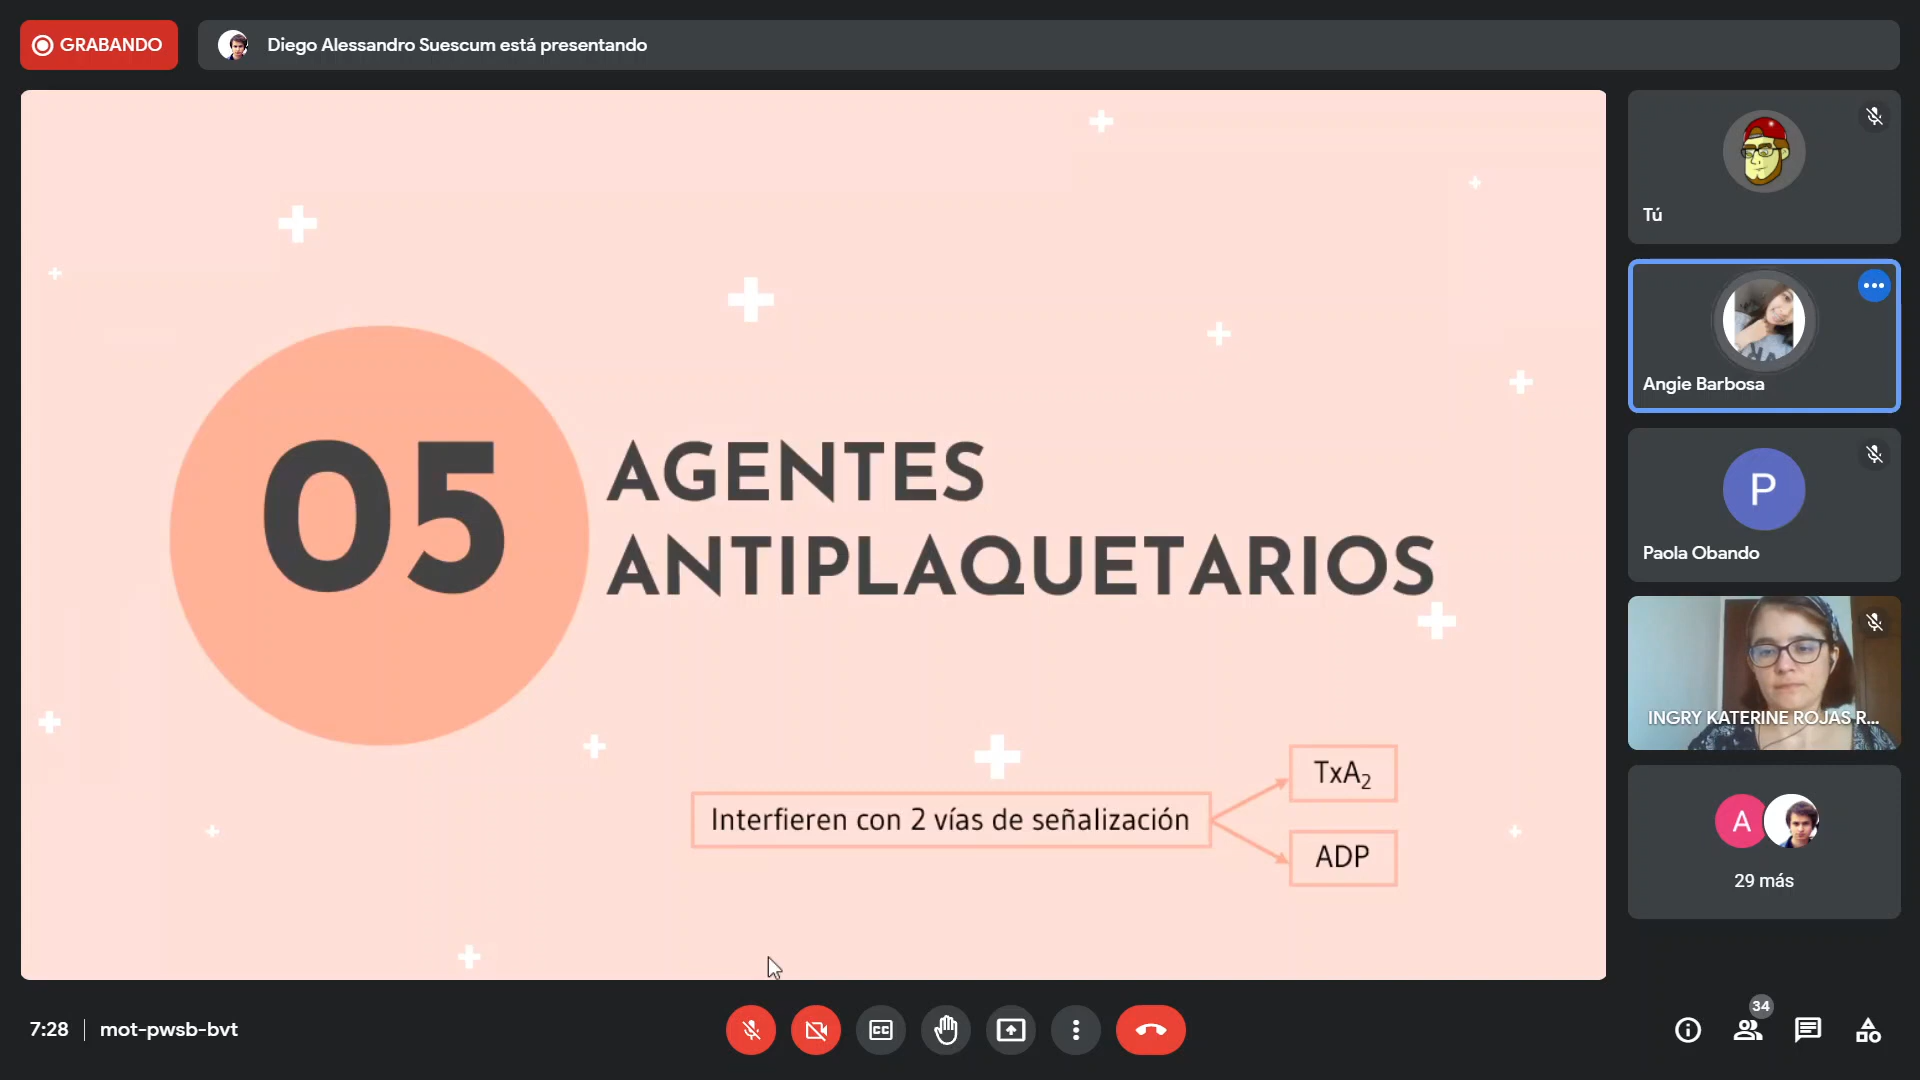 GRABANDO
Diego Alessandro Suescum está presentando
05
AGENTES
ANTIPLAQUETARIOS
Interfieren con 2 vías de señalización
TxA₂
ADP
Tú
Angie Barbosa
P
Paola Obando
INGRY KATERINE ROJAS R...
A
29 más
7:28
mot-pwsb-bvt
CC
34